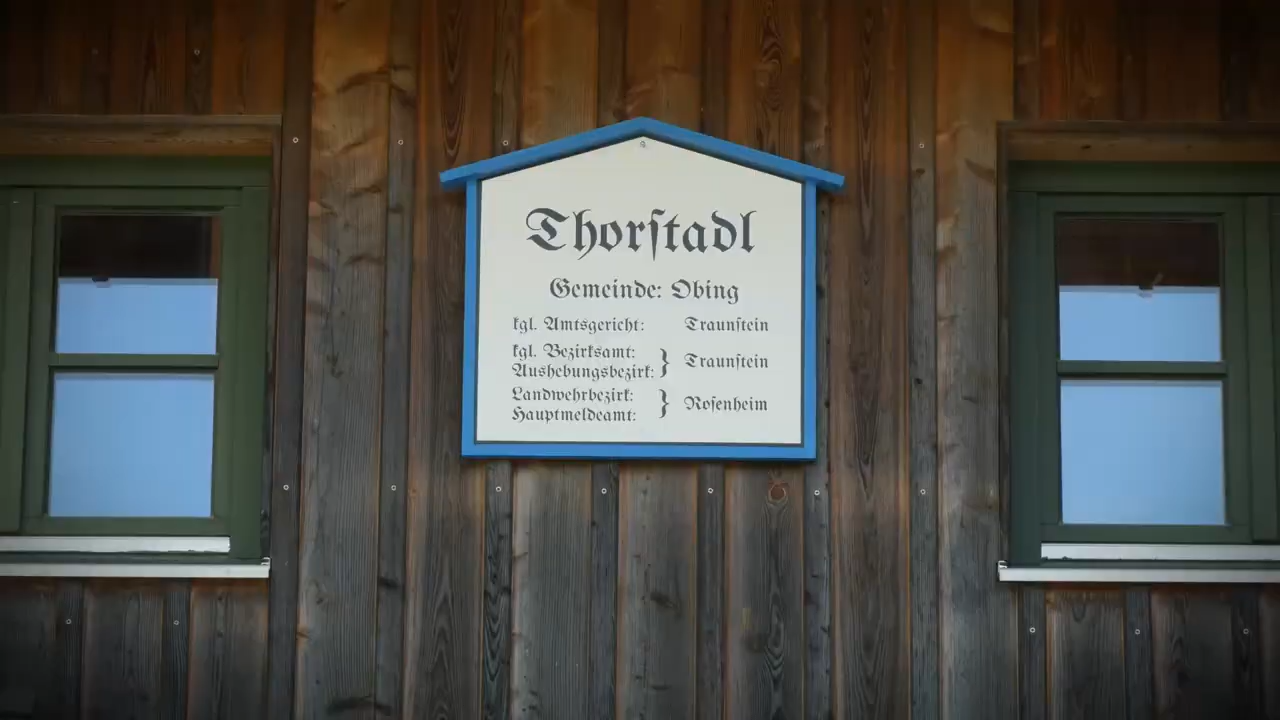 Thorſtadl
Gemeinde: Obing
kgl. Amtsgericht: Traunſtein
kgl. Bezirksamt:
Aushebungsbezirk: } Traunſtein
Landwehrbezirk:
Hauptmeldeamt: } Roſenheim